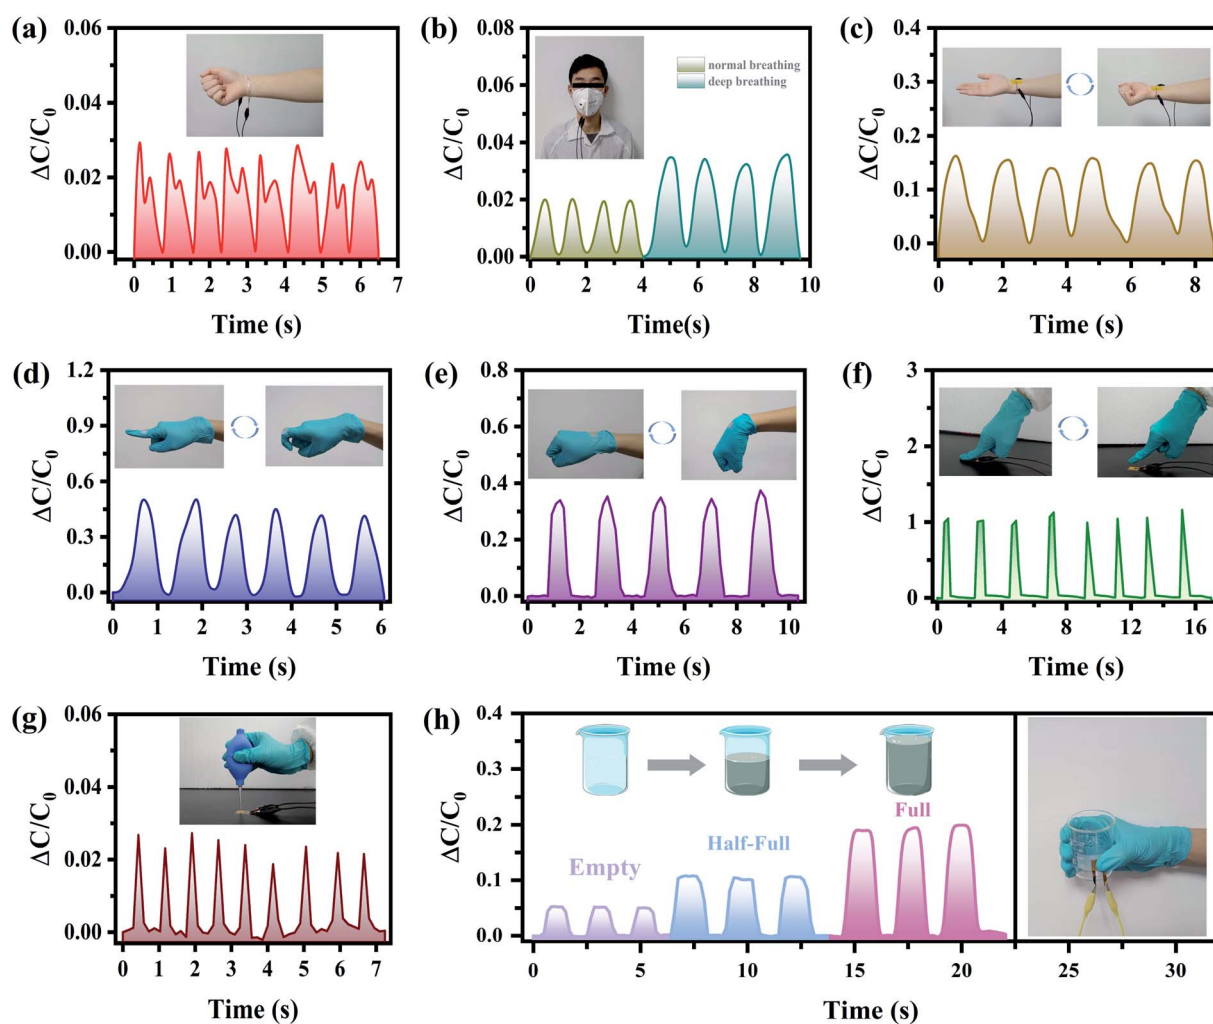 (a)
0.06
0.04
0.02
0.00
ΔC/C0
0 1 2 3 4 5 6 7
Time (s)
(b)
0.08
0.06
0.04
0.02
0.00
ΔC/C0
normal breathing
deep breathing
0 2 4 6 8 10
Time(s)
(c)
0.4
0.3
0.2
0.1
0.0
ΔC/C0
0 2 4 6 8
Time (s)
(d)
1.2
0.9
0.6
0.3
0.0
ΔC/C0
0 1 2 3 4 5 6
Time (s)
(e)
0.8
0.6
0.4
0.2
0.0
ΔC/C0
0 2 4 6 8 10
Time (s)
(f)
3
2
1
0
ΔC/C0
0 4 8 12 16
Time (s)
(g)
0.06
0.04
0.02
0.00
ΔC/C0
0 1 2 3 4 5 6 7
Time (s)
(h)
0.4
0.3
0.2
0.1
0.0
ΔC/C0
Empty
Half-Full
Full
0 5 10 15 20 25 30
Time (s)